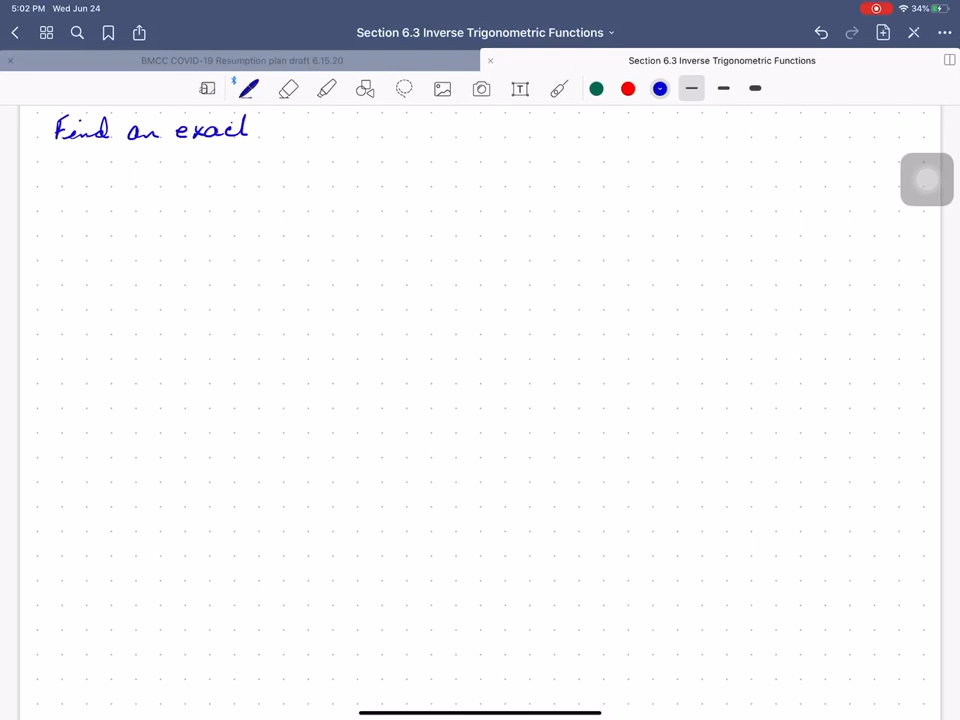 5:02 PM Wed Jun 24
34%
Section 6.3 Inverse Trigonometric Functions
BMCC COVID-19 Resumption plan draft 6.15.20
Section 6.3 Inverse Trigonometric Functions
T
Find an exact